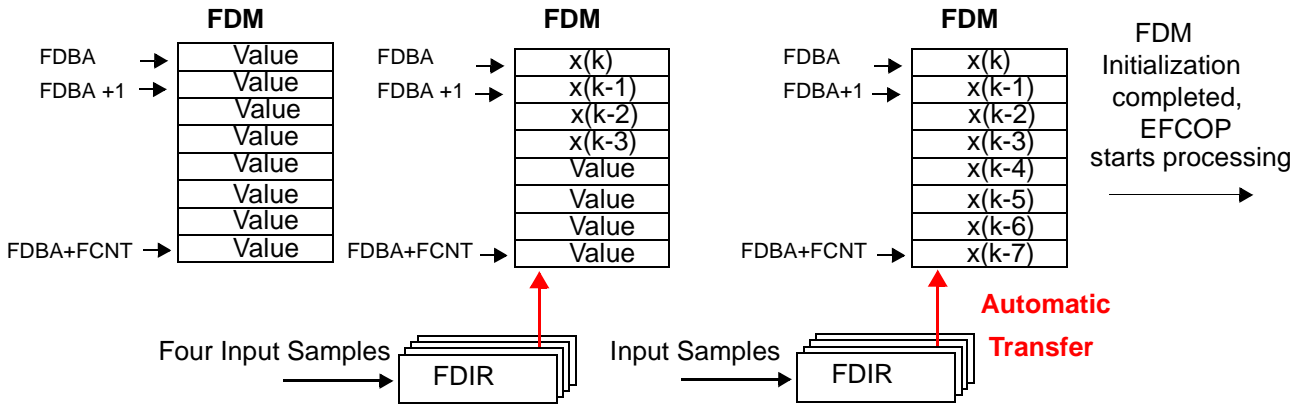 FDM
FDBA
FDBA +1
FDBA+FCNT
Value
Value
Value
Value
Value
Value
Value
Value
FDM
FDBA
FDBA +1
FDBA+FCNT
x(k)
x(k-1)
x(k-2)
x(k-3)
Value
Value
Value
Value
Four Input Samples
FDIR
FDM
FDBA
FDBA+1
FDBA+FCNT
x(k)
x(k-1)
x(k-2)
x(k-3)
x(k-4)
x(k-5)
x(k-6)
x(k-7)
Input Samples
FDIR
Automatic
Transfer
FDM
Initialization
completed,
EFCOP
starts processing